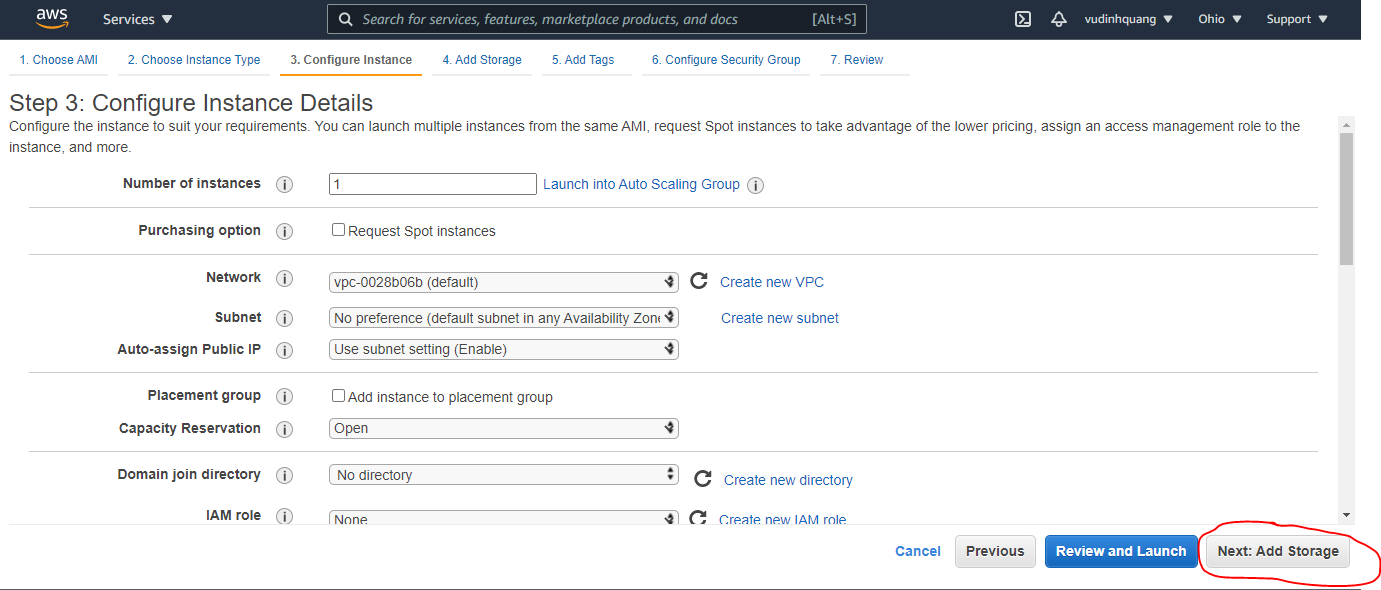 aws Services Search for services, features, marketplace products, and docs [Alt+S] vudinhquang Ohio Support
1. Choose AMI 2. Choose Instance Type 3. Configure Instance 4. Add Storage 5. Add Tags 6. Configure Security Group 7. Review
Step 3: Configure Instance Details
Configure the instance to suit your requirements. You can launch multiple instances from the same AMI, request Spot instances to take advantage of the lower pricing, assign an access management role to the
instance, and more.
Number of instances i 1 Launch into Auto Scaling Group i
Purchasing option i Request Spot instances
Network i vpc-0028b06b (default) Create new VPC
Subnet i No preference (default subnet in any Availability Zone Create new subnet
Auto-assign Public IP i Use subnet setting (Enable)
Placement group i Add instance to placement group
Capacity Reservation i Open
Domain join directory i No directory Create new directory
IAM role i None Create new IAM role
Cancel Previous Review and Launch Next: Add Storage